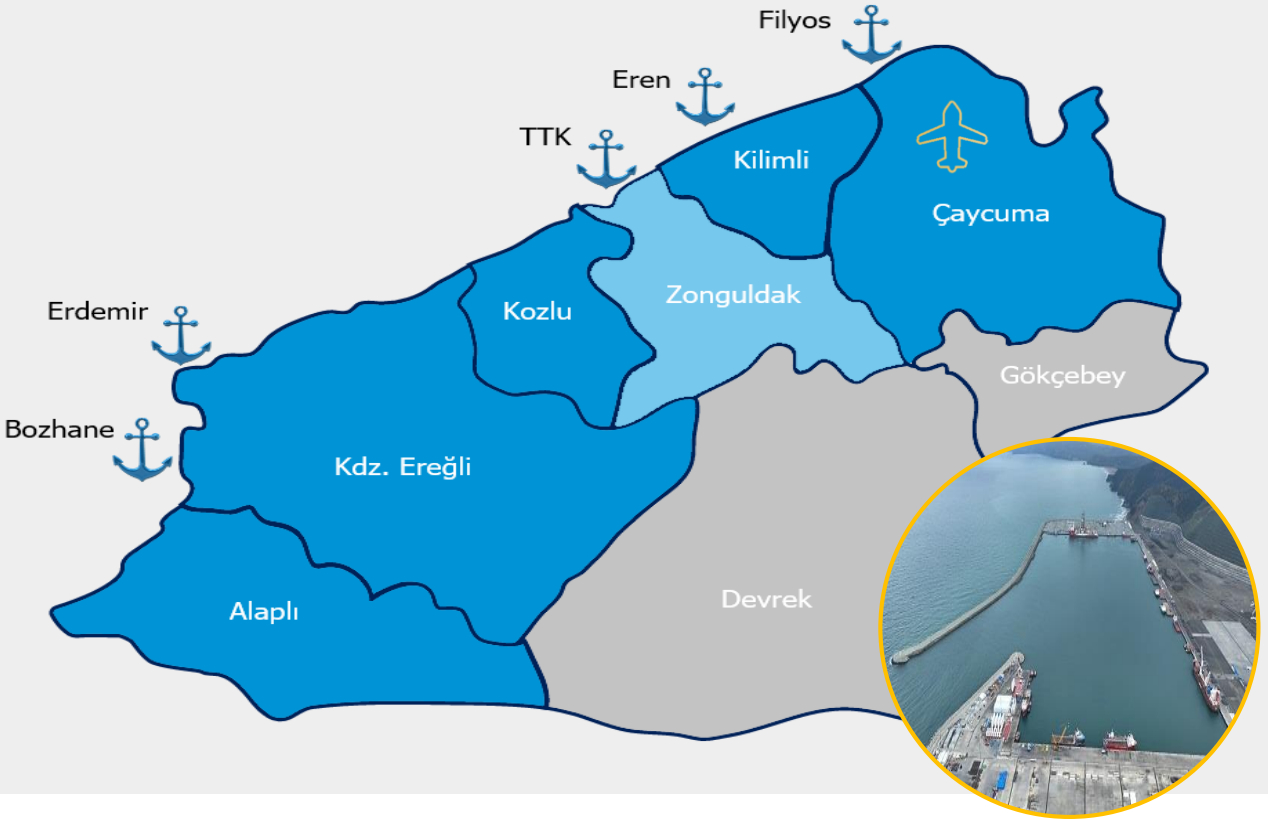 Filyos
Eren
TTK
Kilimli
Çaycuma
Zonguldak
Erdemir
Kozlu
Gökçebey
Bozhane
Kdz. Ereğli
Devrek
Alaplı